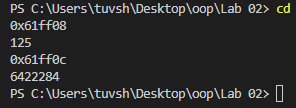 PS C:\Users\tuvsh\Desktop\oop\Lab 02> cd
0x61ff08
125
0x61ff0c
6422284
PS C:\Users\tuvsh\Desktop\oop\Lab 02>